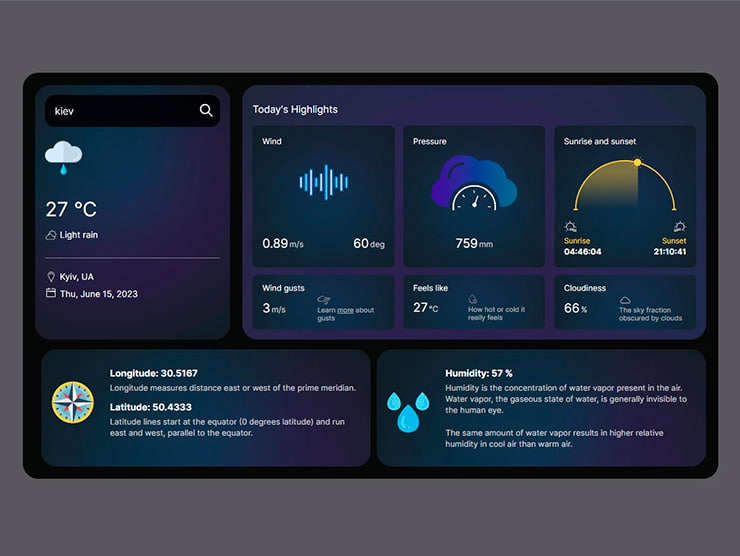 kiev
27 °C
Light rain
Kyiv, UA
Thu, June 15, 2023
Today's Highlights
Wind
0.89 m/s
60 deg
Pressure
759 mm
Sunrise and sunset
Sunrise
04:46:04
Sunset
21:10:41
Wind gusts
3 m/s
Learn more about
gusts
Feels like
27 °C
How hot or cold it
really feels
Cloudiness
66 %
The sky fraction
obscured by clouds
Longitude: 30.5167
Longitude measures distance east or west of the prime meridian.
Latitude: 50.4333
Latitude lines start at the equator (0 degrees latitude) and run
east and west, parallel to the equator.
Humidity: 57 %
Humidity is the concentration of water vapor present in the air.
Water vapor, the gaseous state of water, is generally invisible to
the human eye.
The same amount of water vapor results in higher relative
humidity in cool air than warm air.